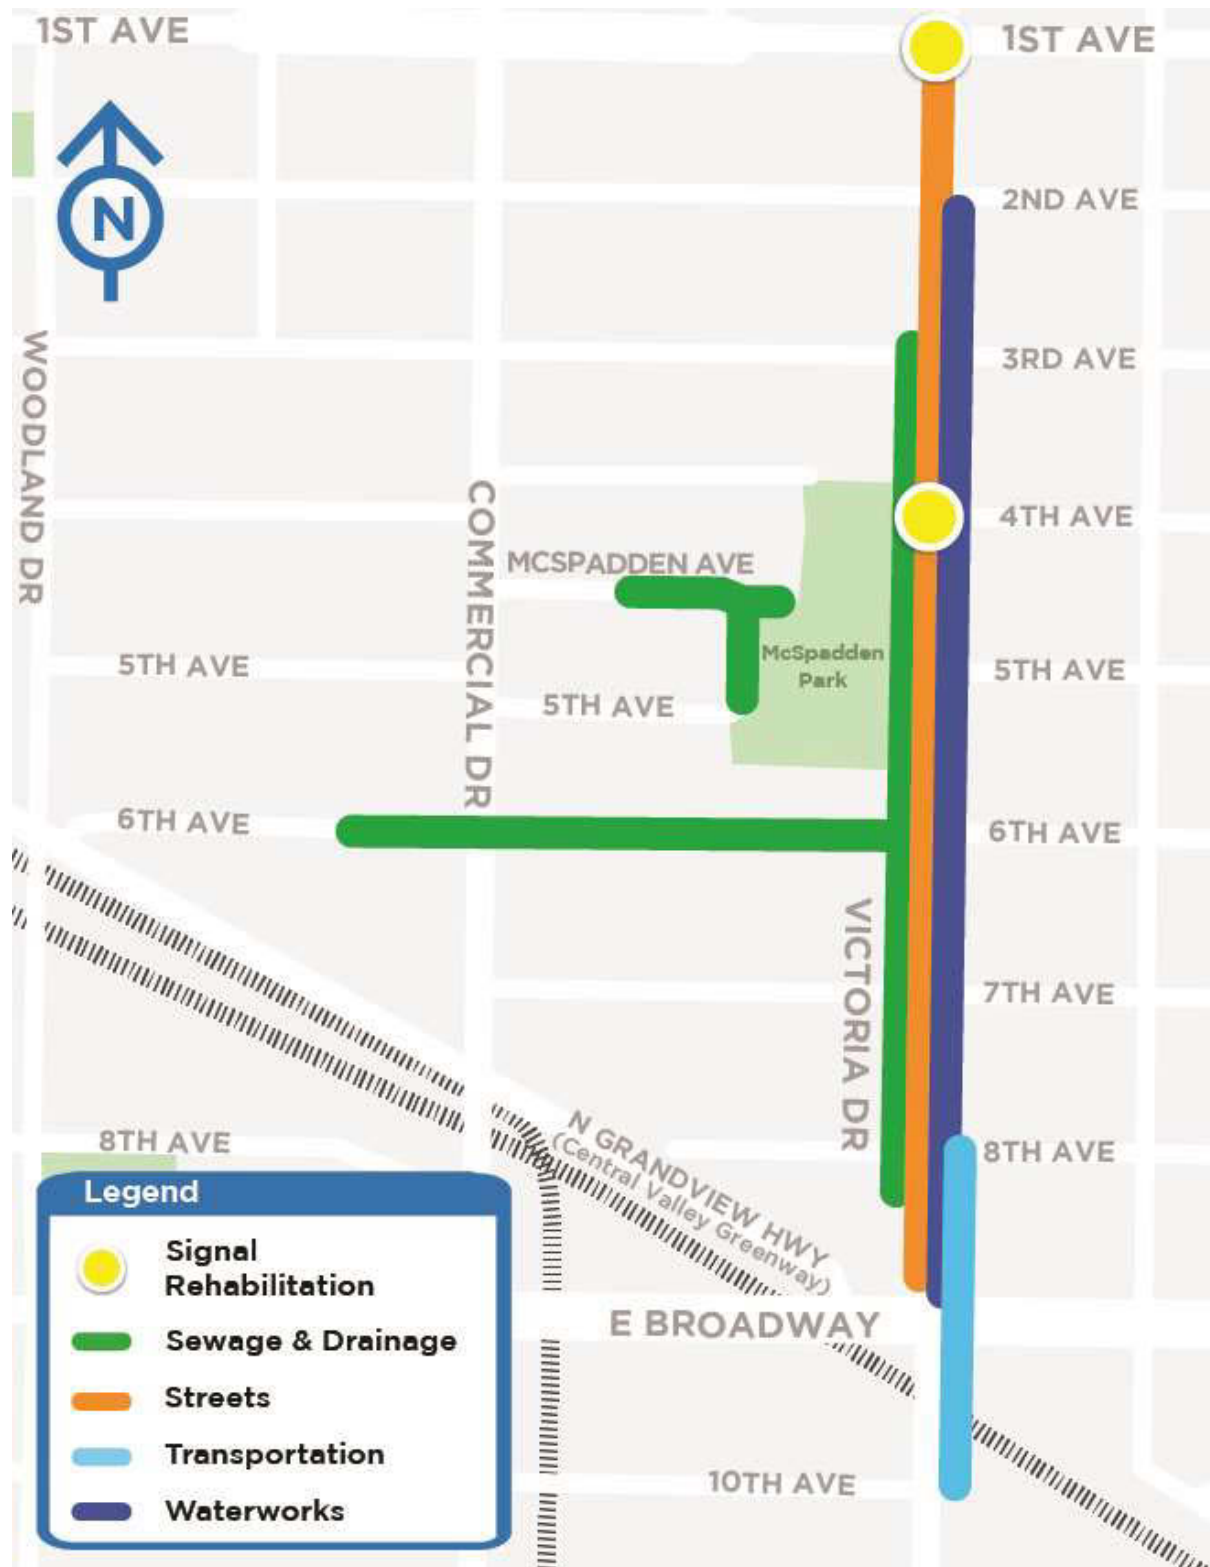 1ST AVE
1ST AVE
N
2ND AVE
WOODLAND DR
3RD AVE
COMMERCIAL DR
4TH AVE
MCSPADDEN AVE
McSpadden
Park
5TH AVE
5TH AVE
5TH AVE
6TH AVE
6TH AVE
VICTORIA DR
7TH AVE
N GRANDVIEW HWY
(Central Valley Greenway)
8TH AVE
8TH AVE
E BROADWAY
10TH AVE
Legend
Signal
Rehabilitation
Sewage & Drainage
Streets
Transportation
Waterworks